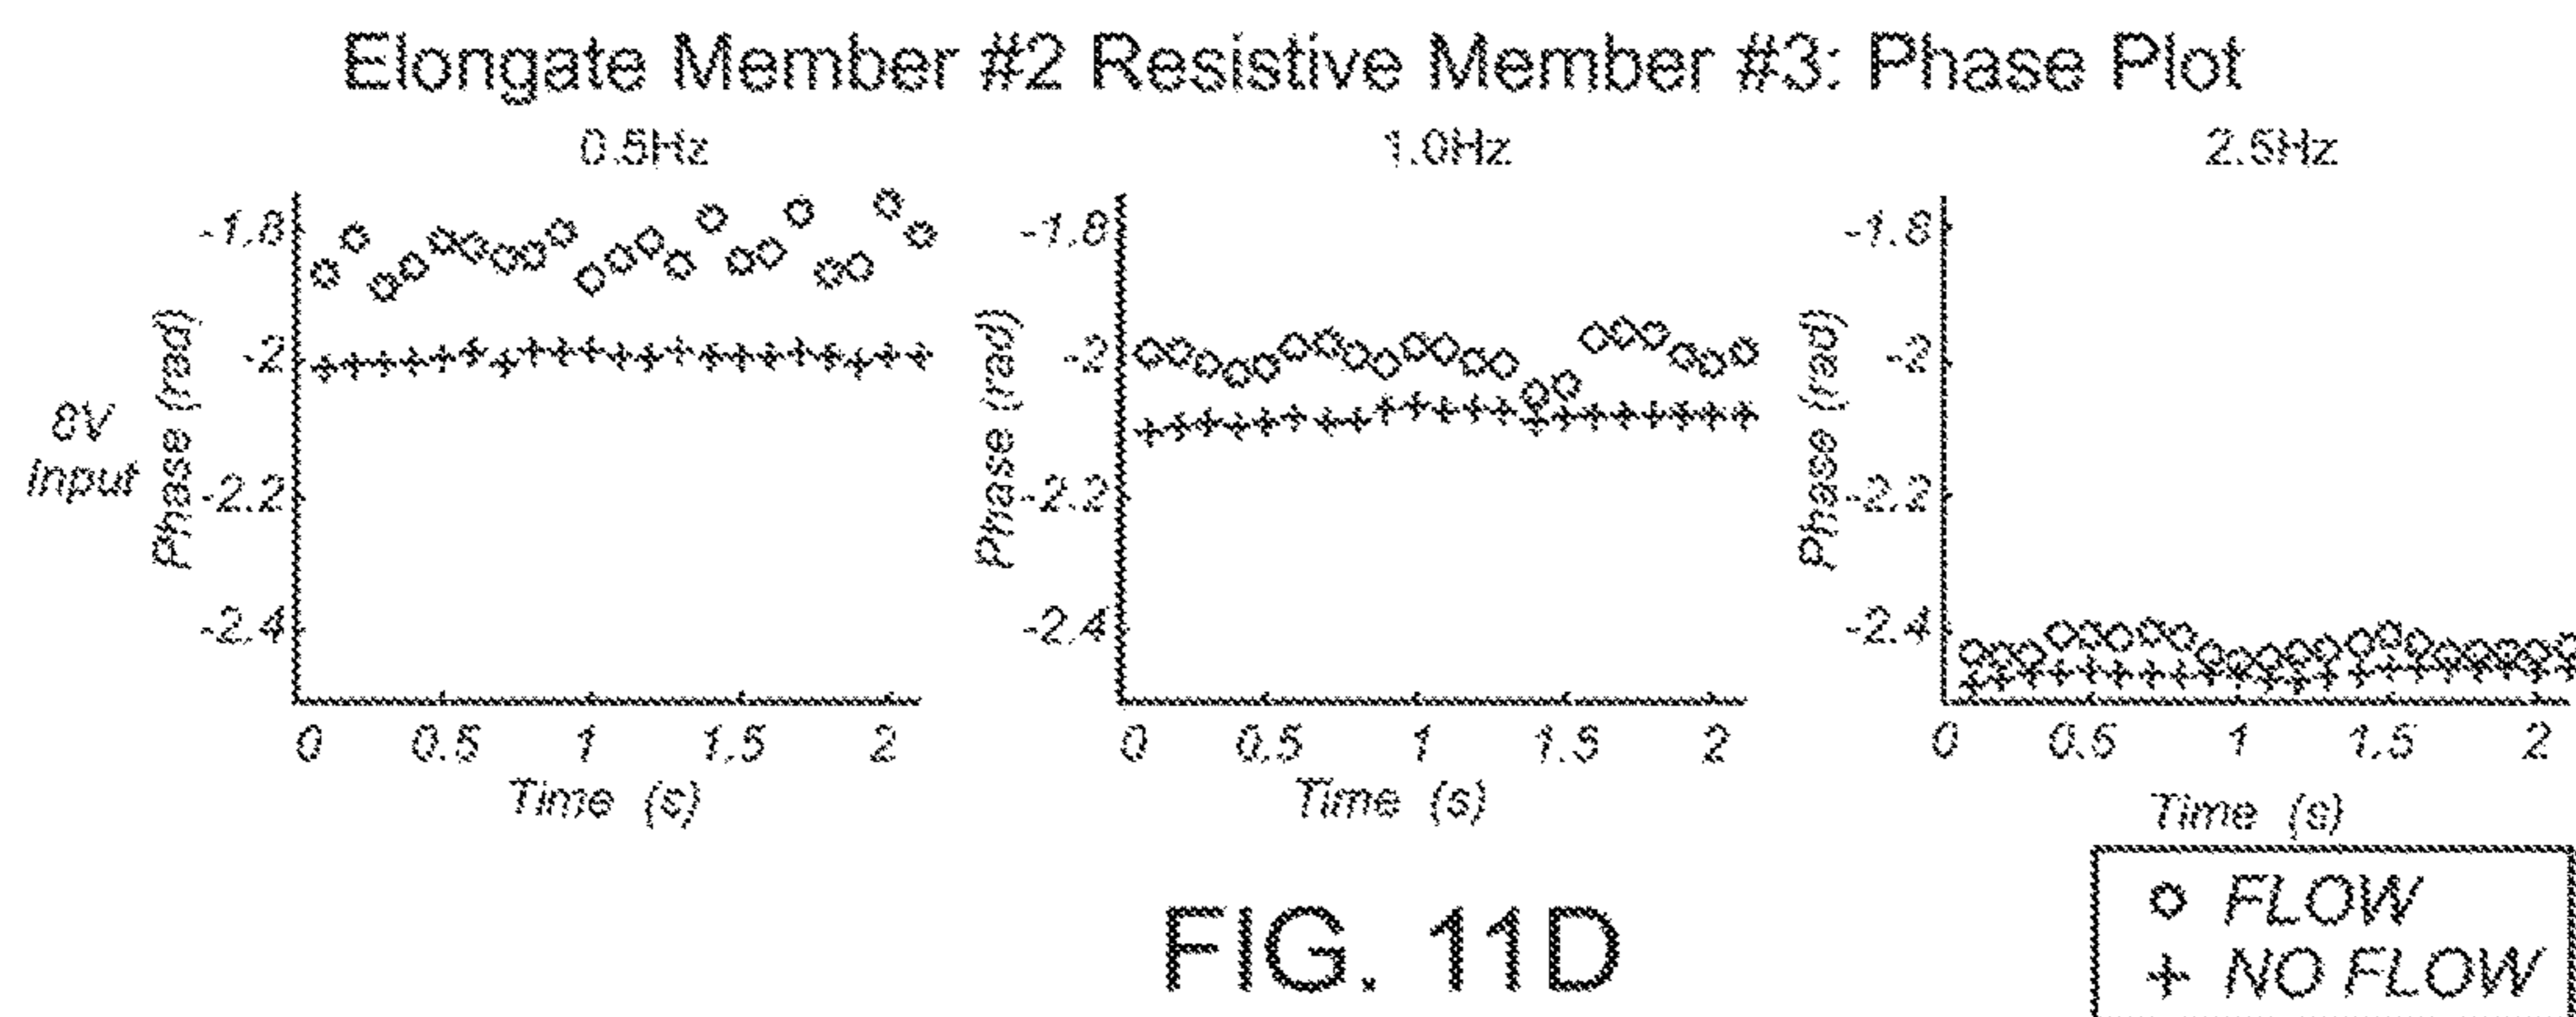 Elongate Member #2 Resistive Member #3: Phase Plot
0.5Hz
1.0Hz
2.5Hz
8V
Input
Phase (rad)
-1.8
-2
-2.2
-2.4
0 0.5 1 1.5 2
Time (s)
Phase (rad)
-1.8
-2
-2.2
-2.4
0 0.5 1 1.5 2
Time (s)
Phase (rad)
-1.8
-2
-2.2
-2.4
0 0.5 1 1.5 2
Time (s)
FLOW
NO FLOW
FIG. 11D